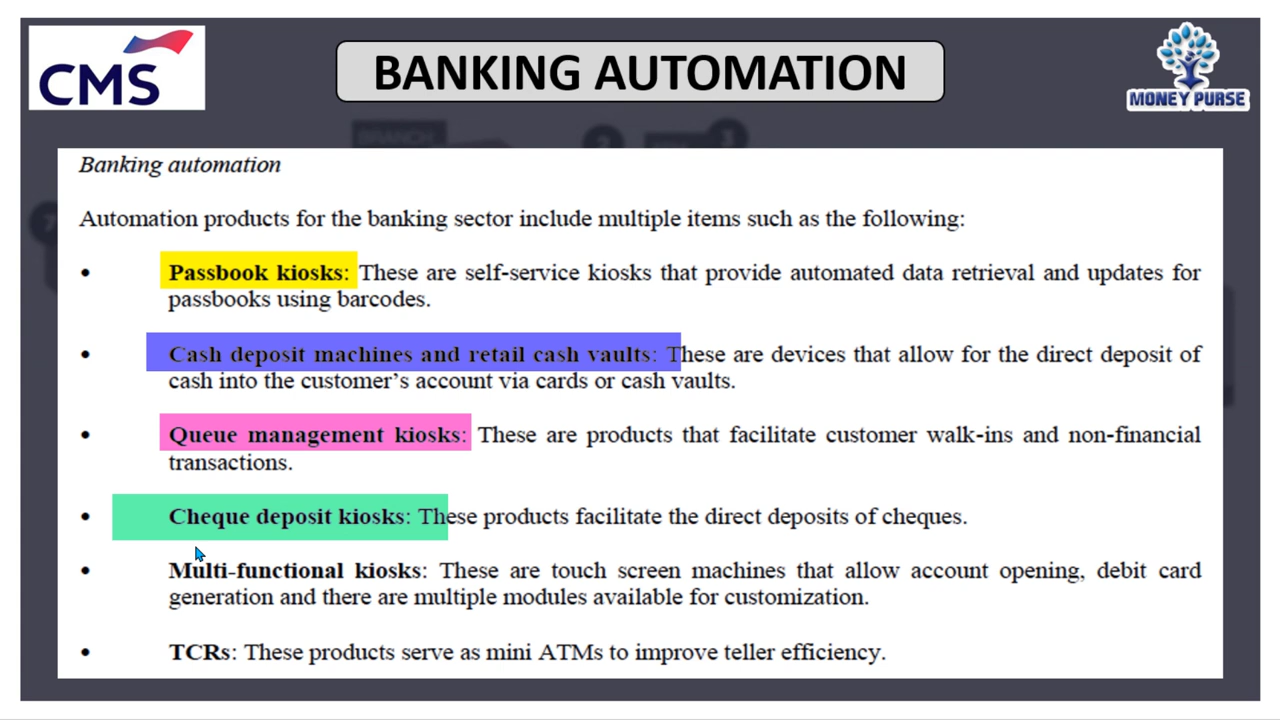 CMS
BANKING AUTOMATION
MONEY PURSE
BRANCH
2
3
7
Banking automation
Automation products for the banking sector include multiple items such as the following:
• Passbook kiosks: These are self-service kiosks that provide automated data retrieval and updates for
passbooks using barcodes.
• Cash deposit machines and retail cash vaults: These are devices that allow for the direct deposit of
cash into the customer's account via cards or cash vaults.
• Queue management kiosks: These are products that facilitate customer walk-ins and non-financial
transactions.
• Cheque deposit kiosks: These products facilitate the direct deposits of cheques.
• Multi-functional kiosks: These are touch screen machines that allow account opening, debit card
generation and there are multiple modules available for customization.
• TCRs: These products serve as mini ATMs to improve teller efficiency.